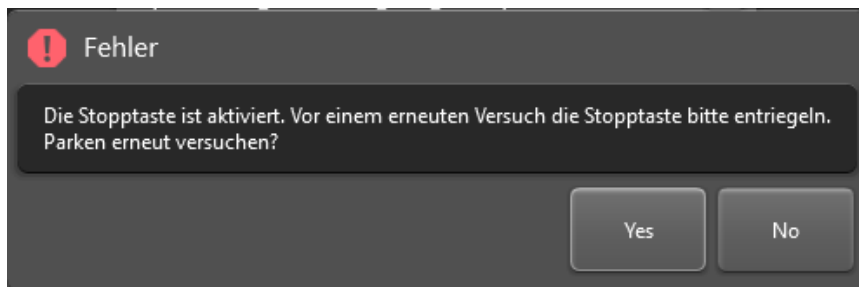 Fehler
Die Stopptaste ist aktiviert. Vor einem erneuten Versuch die Stopptaste bitte entriegeln.
Parken erneut versuchen?
Yes
No